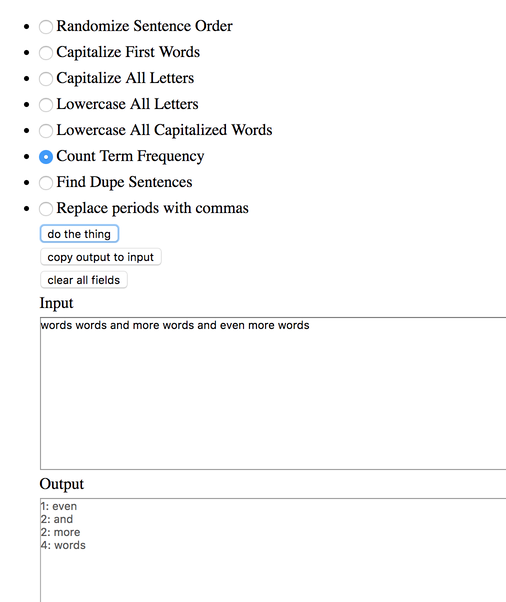 Randomize Sentence Order
Capitalize First Words
Capitalize All Letters
Lowercase All Letters
Lowercase All Capitalized Words
Count Term Frequency
Find Dupe Sentences
Replace periods with commas
do the thing
copy output to input
clear all fields
Input
words words and more words and even more words
Output
1: even
2: and
2: more
4: words